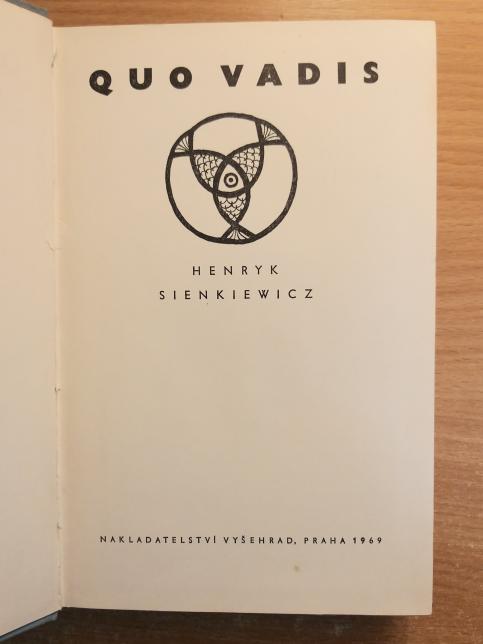 QUO VADIS
HENRYK
SIENKIEWICZ
NAKLADATELSTVÍ VYŠEHRAD, PRAHA 1969